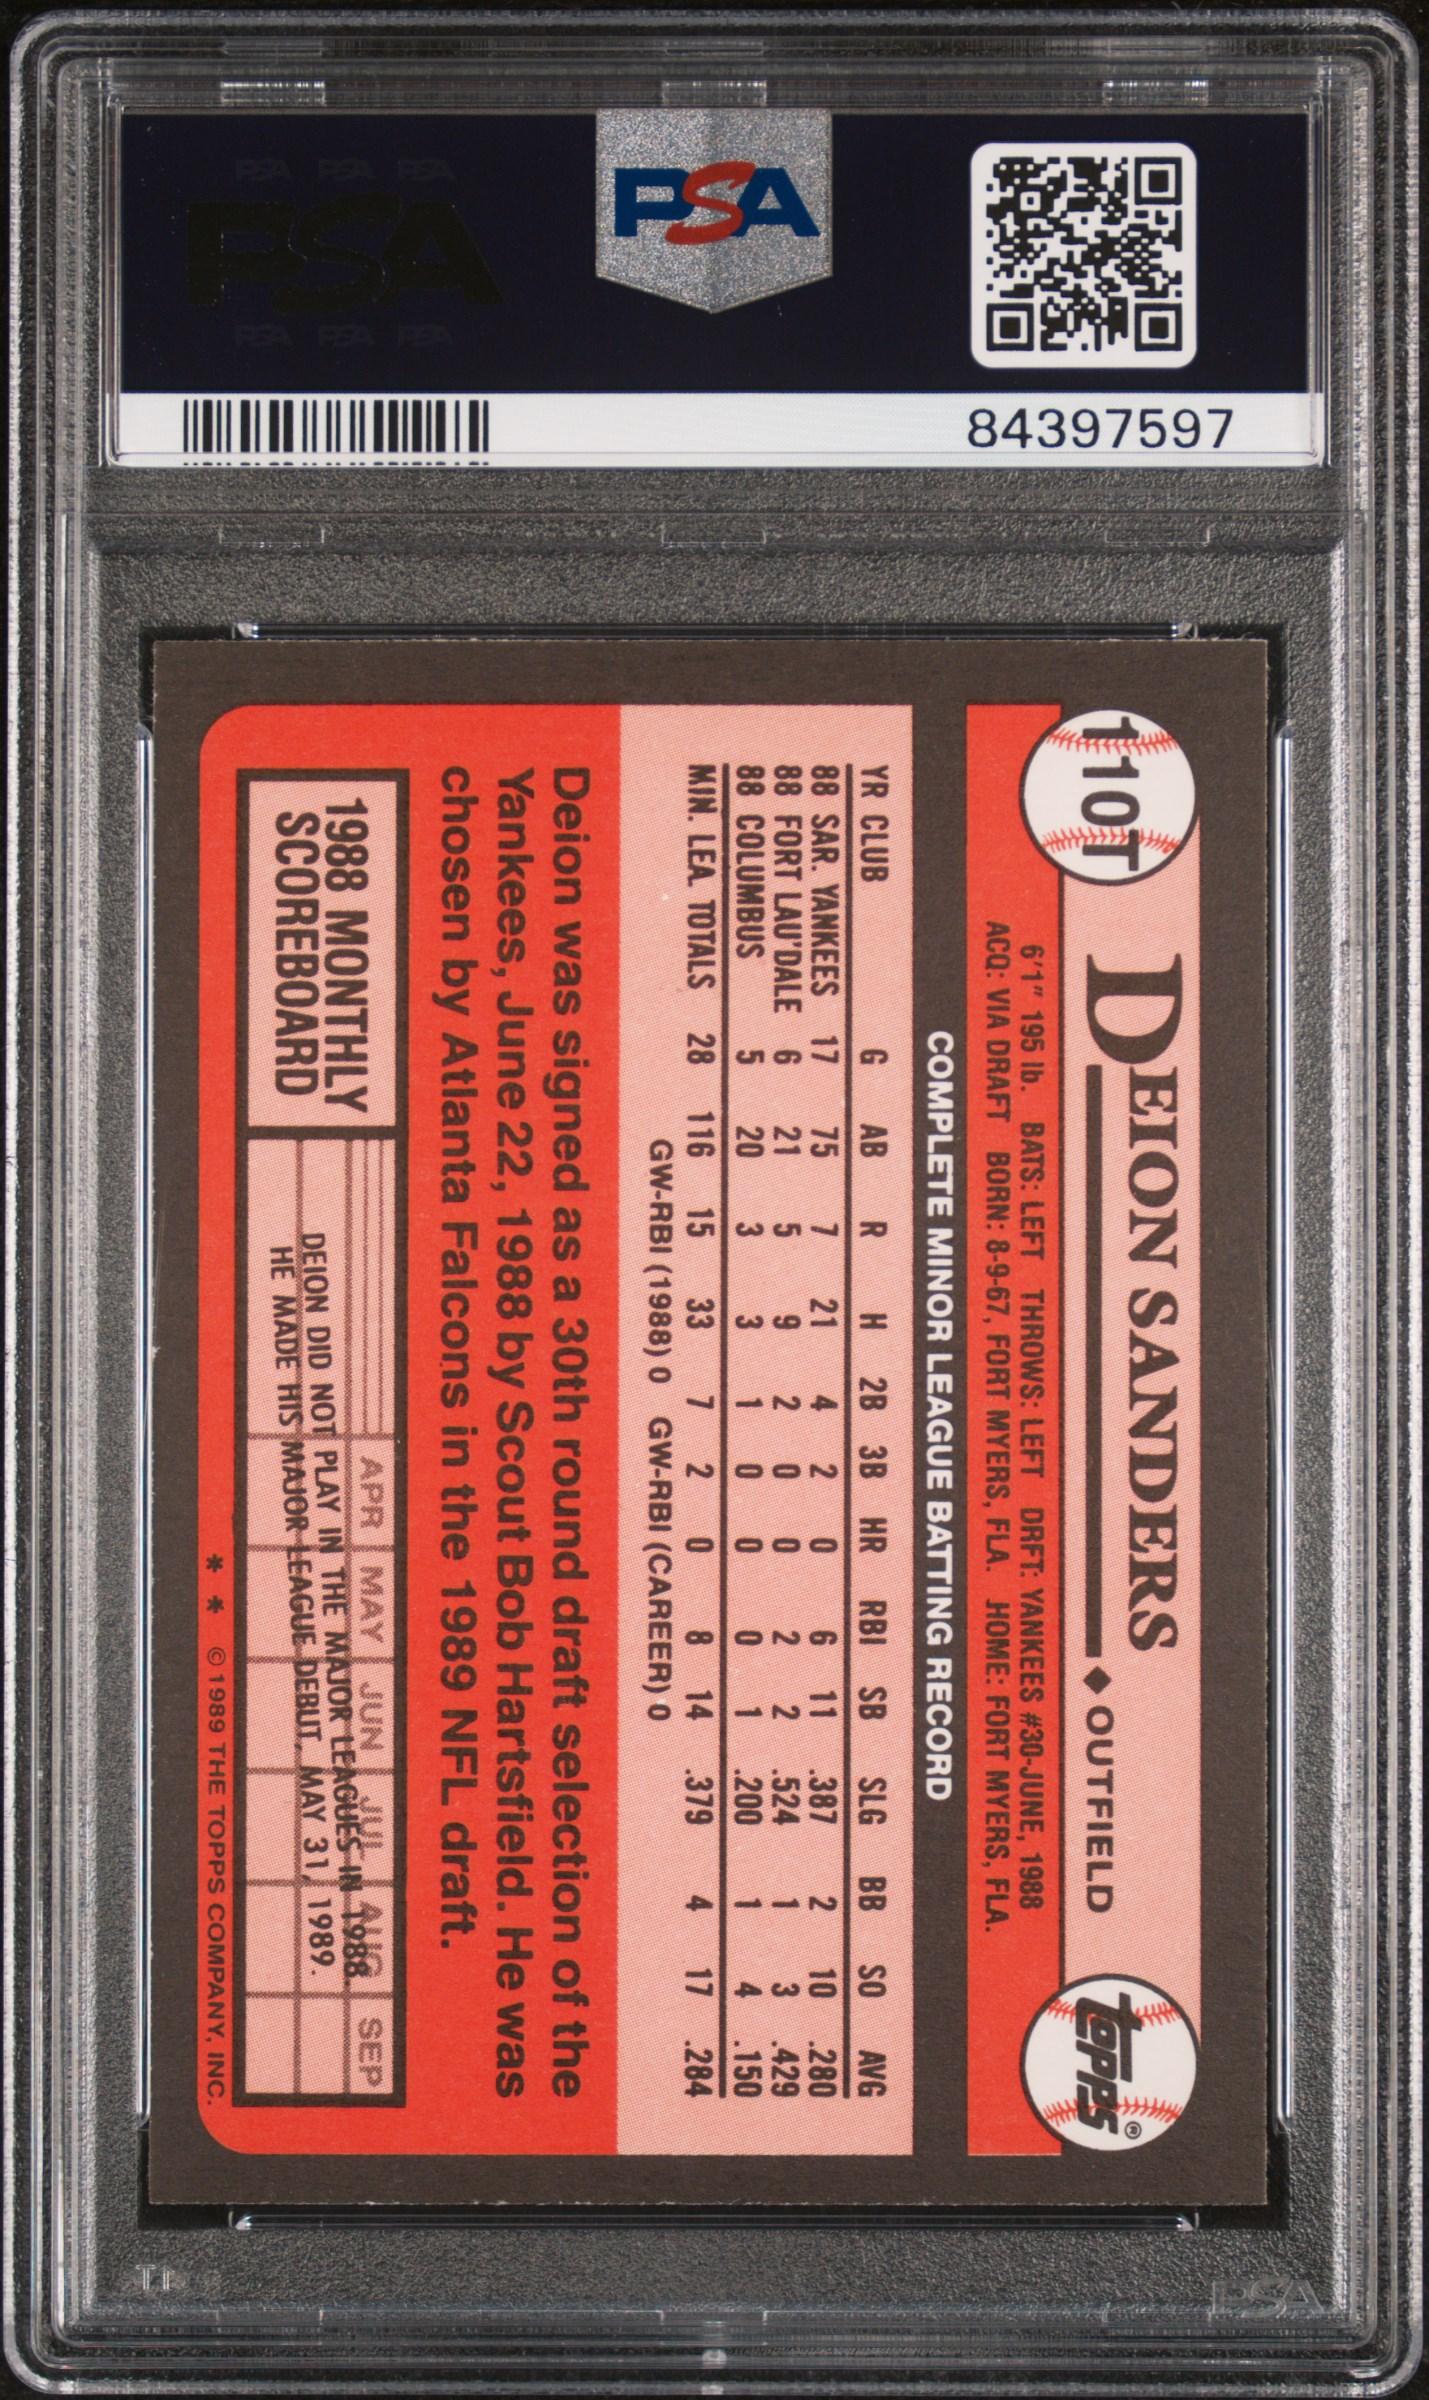 PSA PSA PSA
PSA
PSA PSA PSA
PSA
84397597
110T
DEION SANDERS
OUTFIELD
6'1" 195 lb. BATS: LEFT THROWS: LEFT DRFT: YANKEES #30-JUNE, 1988
ACQ: VIA DRAFT BORN: 8-9-67, FORT MYERS, FLA. HOME: FORT MYERS, FLA.
topps®
COMPLETE MINOR LEAGUE BATTING RECORD
YR CLUB G AB R H 2B 3B HR RBI SB SLG BB SO AVG
88 SAR. YANKEES 17 75 7 21 4 2 0 6 11 .387 2 10 .280
88 FORT LAU'DALE 6 21 5 9 2 0 0 2 2 .524 1 3 .429
88 COLUMBUS 5 20 3 3 1 0 0 0 1 .200 1 4 .150
MIN. LEA. TOTALS 28 116 15 33 7 2 0 8 14 .379 4 17 .284
GW-RBI (1988) 0 GW-RBI (CAREER) 0
Deion was signed as a 30th round draft selection of the
Yankees, June 22, 1988 by Scout Bob Hartsfield. He was
chosen by Atlanta Falcons in the 1989 NFL draft.
1988 MONTHLY
SCOREBOARD
APR MAY JUN JUL AUG SEP
DEION DID NOT PLAY IN THE MAJOR LEAGUES IN 1988.
HE MADE HIS MAJOR LEAGUE DEBUT, MAY 31, 1989.
* * ©1989 THE TOPPS COMPANY, INC.
PSA